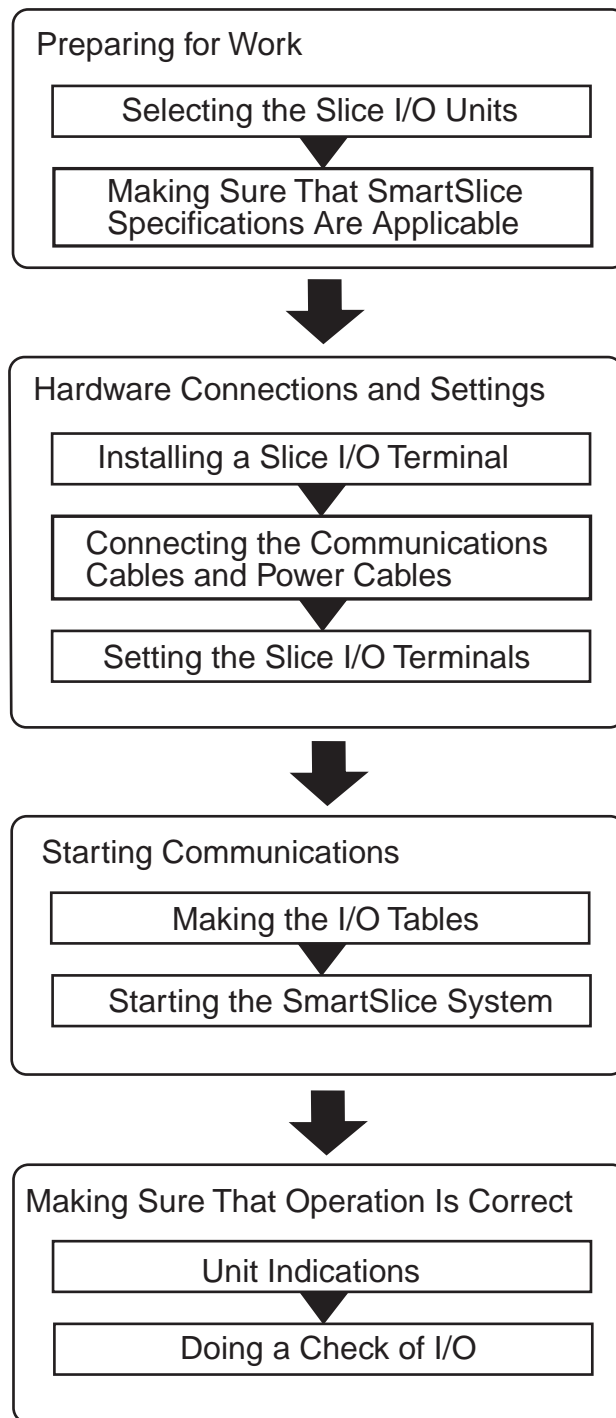 Preparing for Work
Selecting the Slice I/O Units
Making Sure That SmartSlice
Specifications Are Applicable
Hardware Connections and Settings
Installing a Slice I/O Terminal
Connecting the Communications
Cables and Power Cables
Setting the Slice I/O Terminals
Starting Communications
Making the I/O Tables
Starting the SmartSlice System
Making Sure That Operation Is Correct
Unit Indications
Doing a Check of I/O